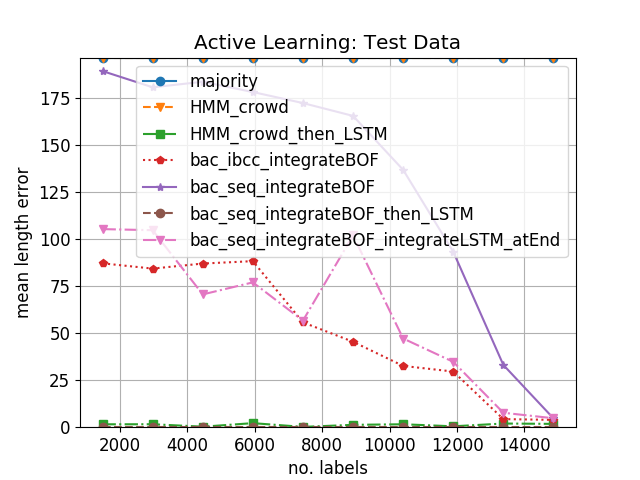 Active Learning: Test Data
mean length error
175
150
125
100
75
50
25
0
majority
HMM_crowd
HMM_crowd_then_LSTM
bac_ibcc_integrateBOF
bac_seq_integrateBOF
bac_seq_integrateBOF_then_LSTM
bac_seq_integrateBOF_integrateLSTM_atEnd
2000 4000 6000 8000 10000 12000 14000
no. labels